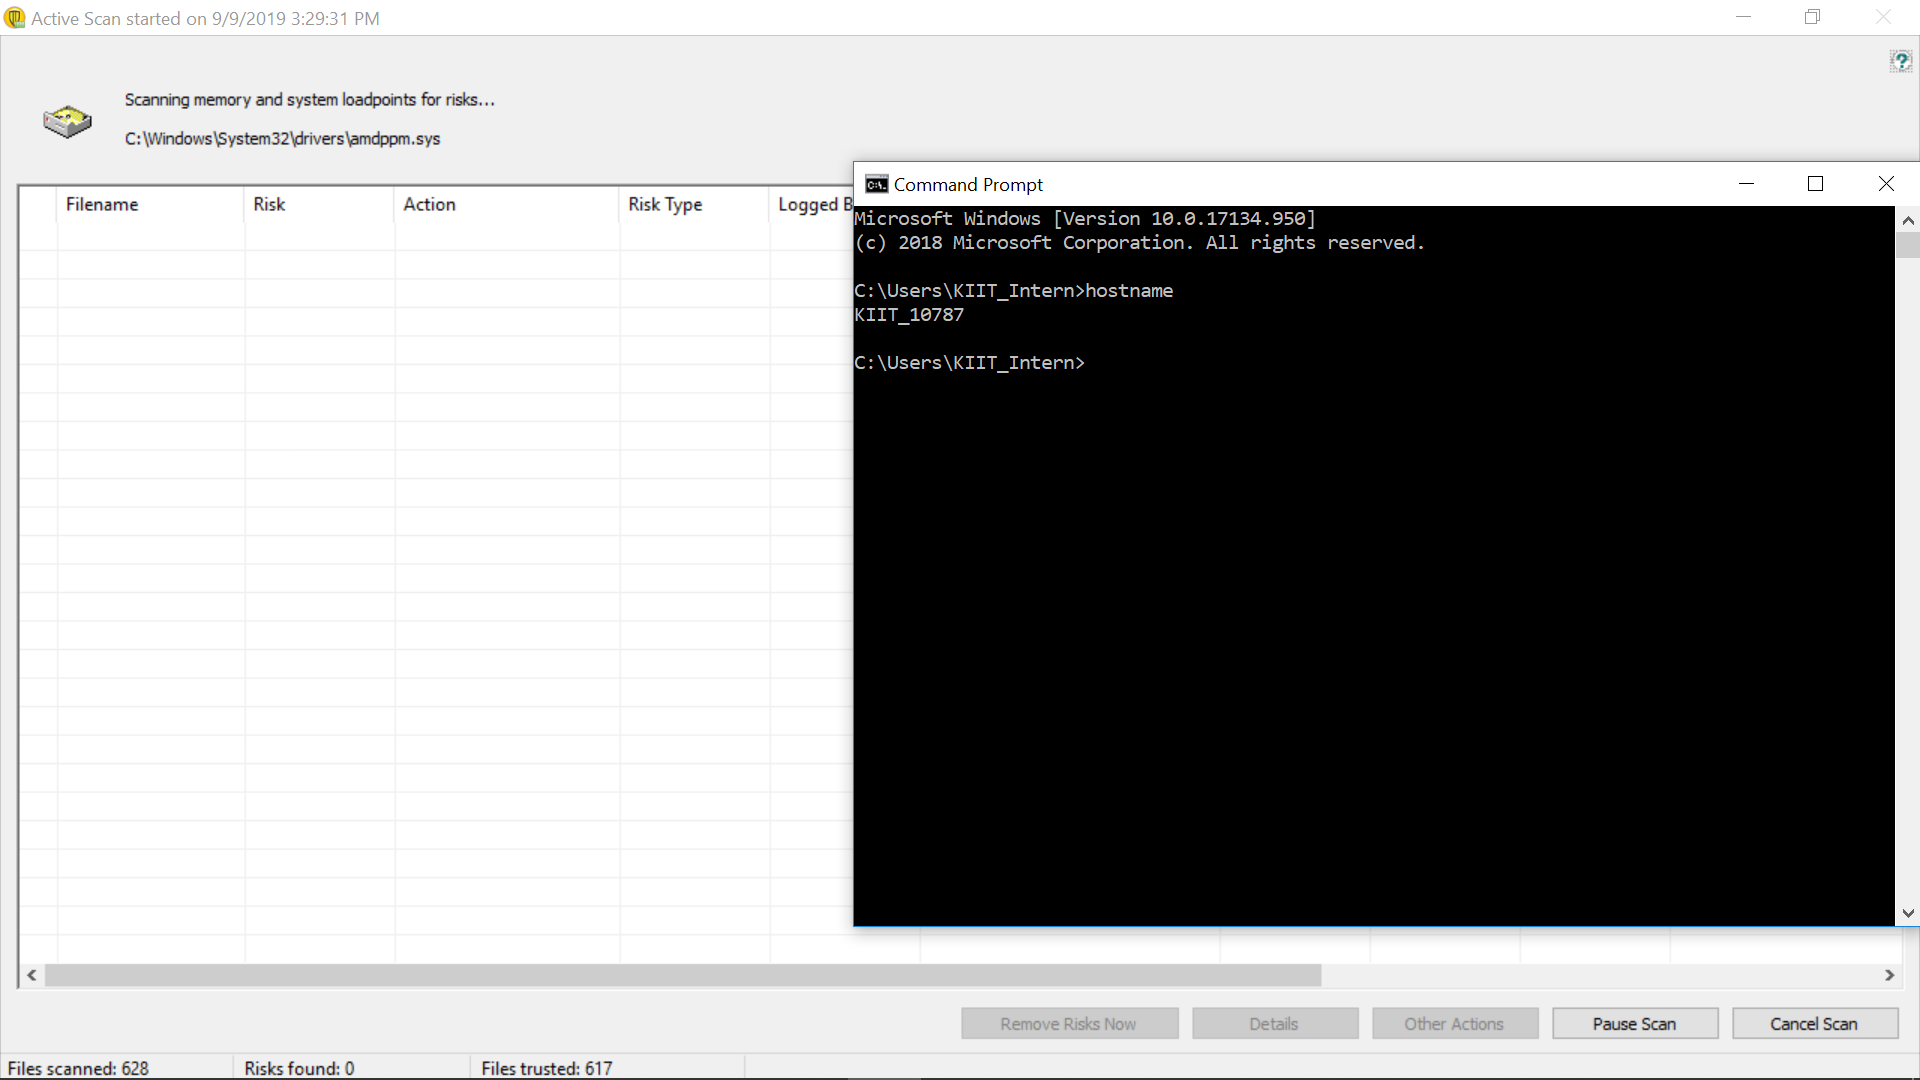 Active Scan started on 9/9/2019 3:29:31 PM
Scanning memory and system loadpoints for risks...
C:\Windows\System32\drivers\amdppm.sys
Filename Risk Action Risk Type Logged B
Command Prompt
Microsoft Windows [Version 10.0.17134.950]
(c) 2018 Microsoft Corporation. All rights reserved.
C:\Users\KIIT_Intern>hostname
KIIT_10787
C:\Users\KIIT_Intern>
Remove Risks Now Details Other Actions Pause Scan Cancel Scan
Files scanned: 628 Risks found: 0 Files trusted: 617